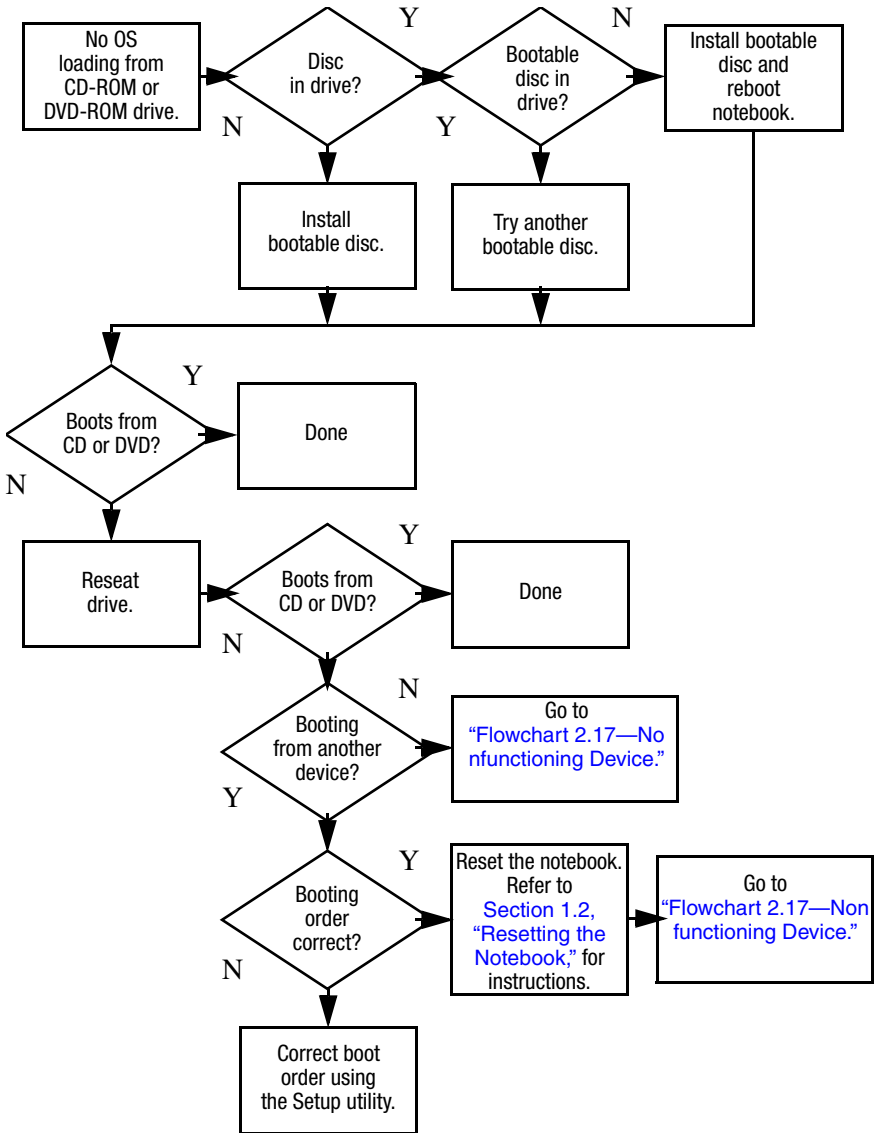 No OS
loading from
CD-ROM or
DVD-ROM drive.
Disc
in drive?
Y
N
Bootable
disc in
drive?
N
Y
Install bootable
disc and
reboot
notebook.
Install
bootable disc.
Try another
bootable disc.
Boots from
CD or DVD?
Y
N
Done
Reseat
drive.
Boots from
CD or DVD?
Y
N
Done
Booting
from another
device?
N
Y
Go to
“Flowchart 2.17—No
nfunctioning Device.”
Booting
order
correct?
Y
N
Reset the notebook.
Refer to
Section 1.2,
“Resetting the
Notebook,” for
instructions.
Go to
“Flowchart 2.17—Non
functioning Device.”
Correct boot
order using
the Setup utility.